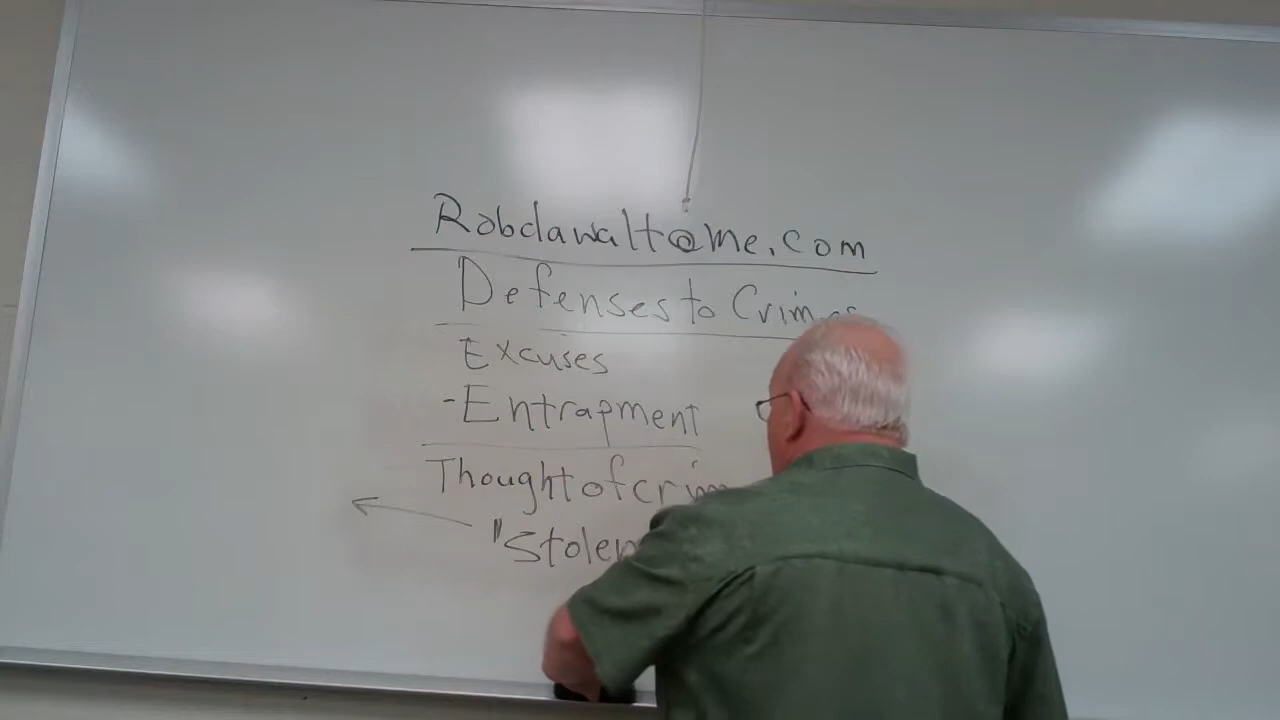 Robdawalt@me.com
Defenses to Crimes
Excuses
-Entrapment
Thought of crim
"Stolen